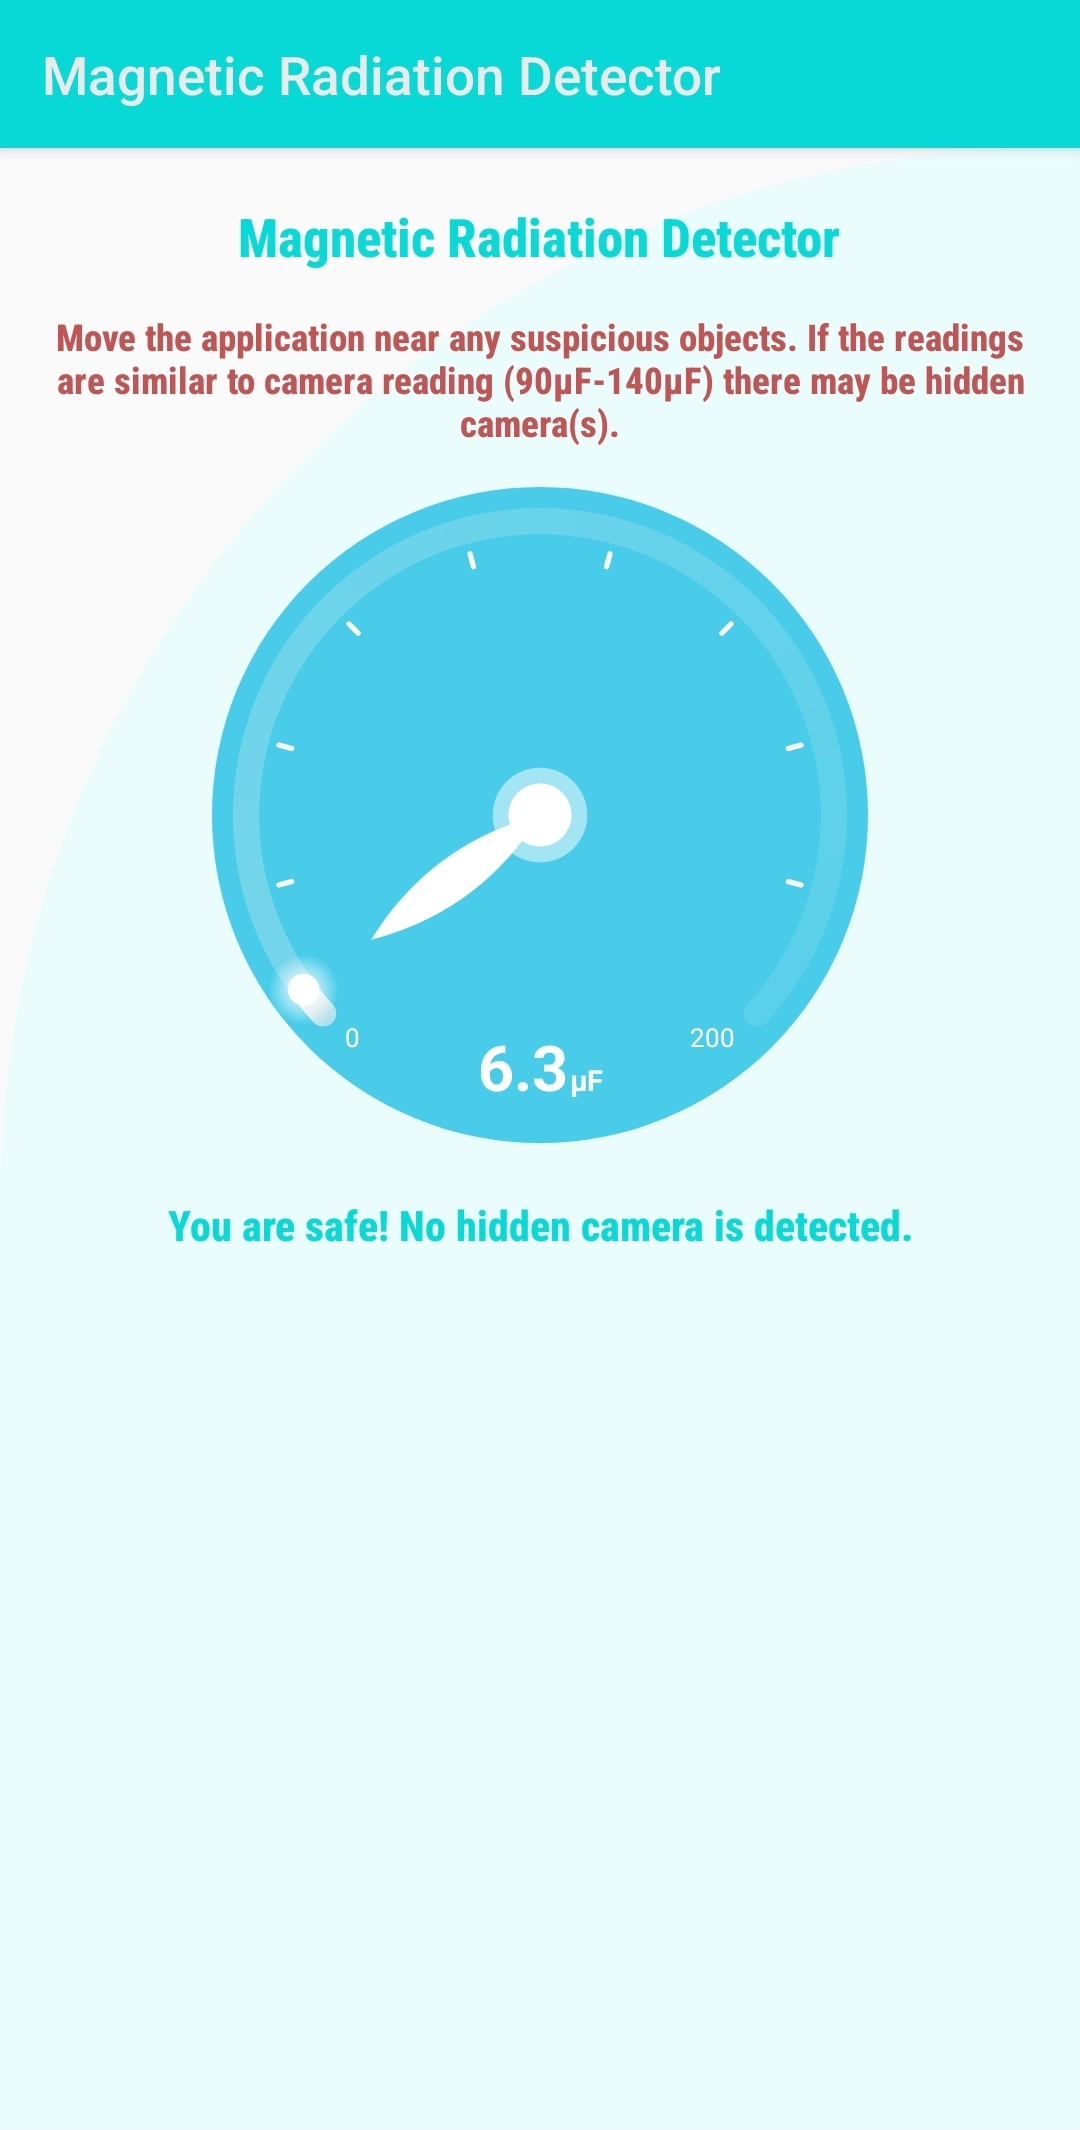 Magnetic Radiation Detector
Magnetic Radiation Detector
Move the application near any suspicious objects. If the readings
are similar to camera reading (90µF-140µF) there may be hidden
camera(s).
0
200
6.3µF
You are safe! No hidden camera is detected.